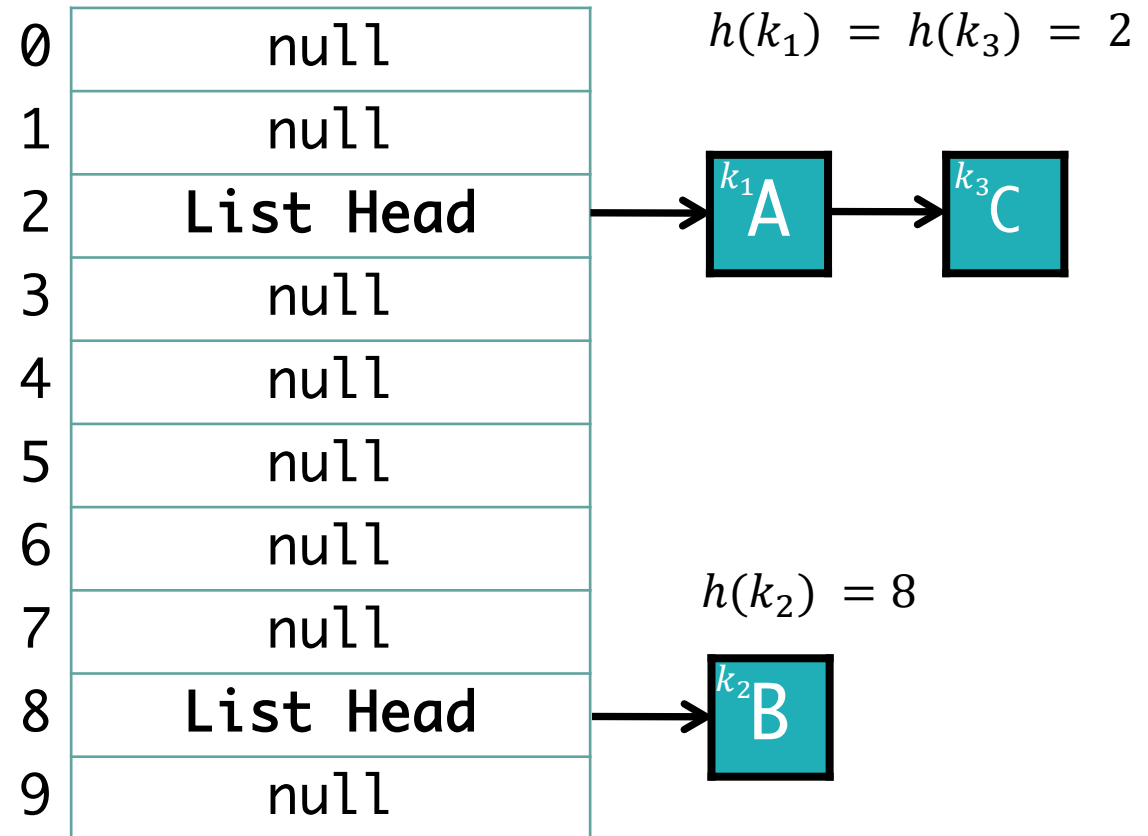 0 null h(k₁) = h(k₃) = 2
1 null
2 List Head k₁ A k₃ C
3 null
4 null
5 null
6 null
7 null h(k₂) = 8
8 List Head k₂ B
9 null